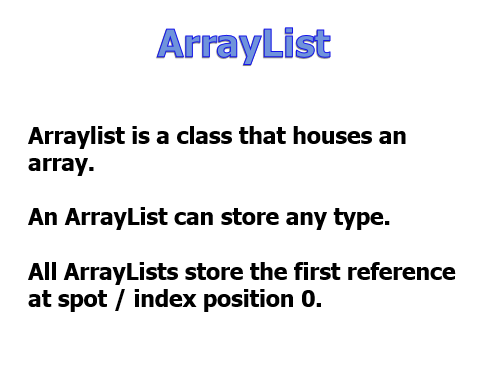 ArrayList
Arraylist is a class that houses an
array.
An ArrayList can store any type.
All ArrayLists store the first reference
at spot / index position 0.